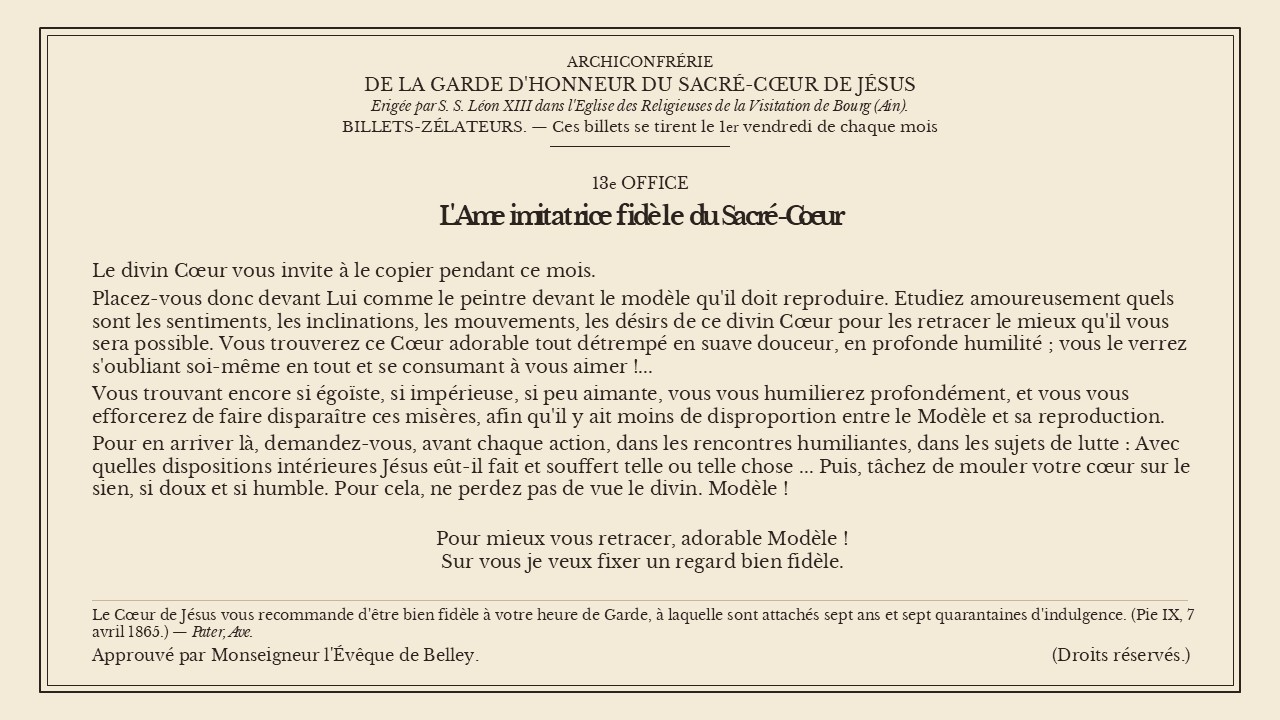 ARCHICONFRÉRIE
DE LA GARDE D'HONNEUR DU SACRÉ-CŒUR DE JÉSUS
Erigée par S. S. Léon XIII dans l'Eglise des Religieuses de la Visitation de Bourg (Ain).
BILLETS-ZÉLATEURS. — Ces billets se tirent le 1er vendredi de chaque mois
13e OFFICE
L'Ame imitatrice fidèle du Sacré-Cœur
Le divin Cœur vous invite à le copier pendant ce mois.
Placez-vous donc devant Lui comme le peintre devant le modèle qu'il doit reproduire. Etudiez amoureusement quels
sont les sentiments, les inclinations, les mouvements, les désirs de ce divin Cœur pour les retracer le mieux qu'il vous
sera possible. Vous trouverez ce Cœur adorable tout détrempé en suave douceur, en profonde humilité ; vous le verrez
s'oubliant soi-même en tout et se consumant à vous aimer !...
Vous trouvant encore si égoïste, si impérieuse, si peu aimante, vous vous humilierez profondément, et vous vous
efforcerez de faire disparaître ces misères, afin qu'il y ait moins de disproportion entre le Modèle et sa reproduction.
Pour en arriver là, demandez-vous, avant chaque action, dans les rencontres humiliantes, dans les sujets de lutte : Avec
quelles dispositions intérieures Jésus eût-il fait et souffert telle ou telle chose ... Puis, tâchez de mouler votre cœur sur le
sien, si doux et si humble. Pour cela, ne perdez pas de vue le divin. Modèle !
Pour mieux vous retracer, adorable Modèle !
Sur vous je veux fixer un regard bien fidèle.
Le Cœur de Jésus vous recommande d'être bien fidèle à votre heure de Garde, à laquelle sont attachés sept ans et sept quarantaines d'indulgence. (Pie IX, 7
avril 1865.) — Pater, Ave.
Approuvé par Monseigneur l'Évêque de Belley.
(Droits réservés.)